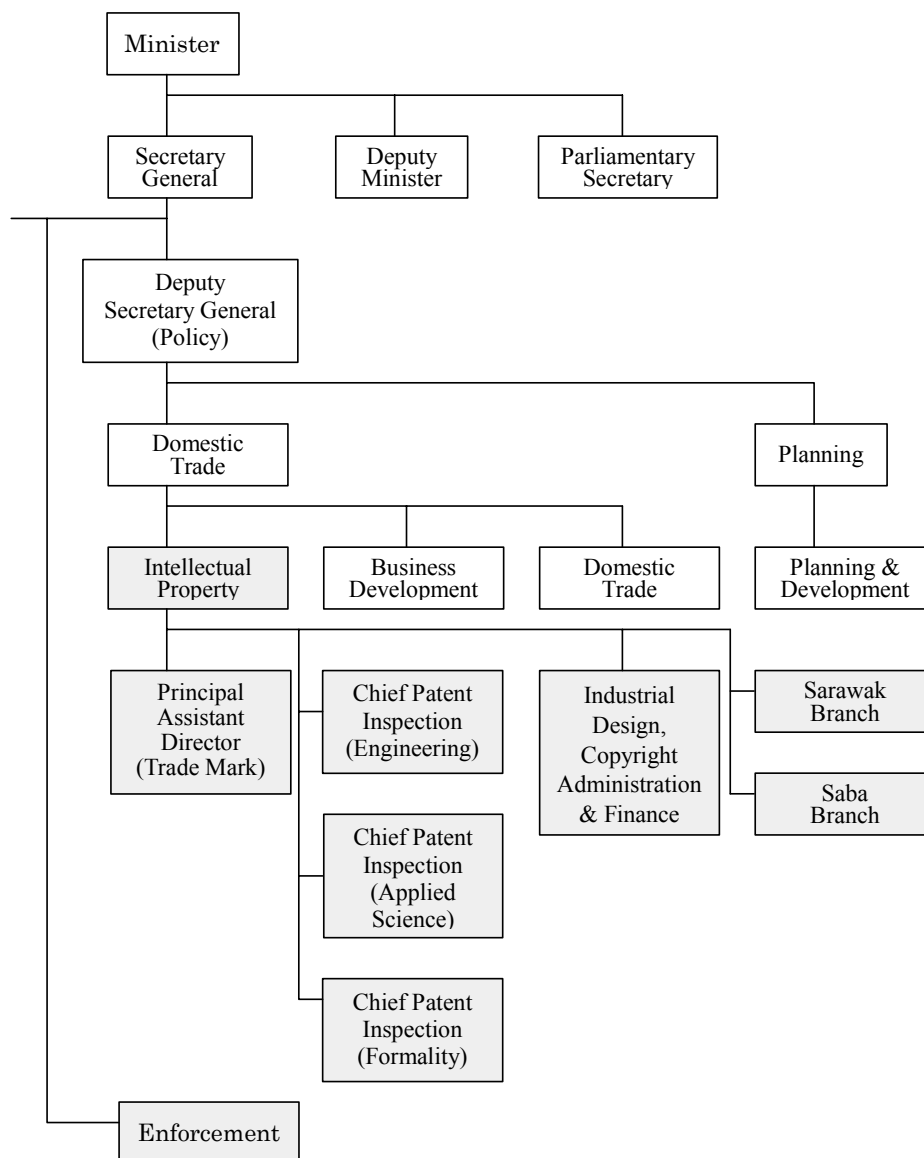 Minister
Secretary
General
Deputy
Minister
Parliamentary
Secretary
Deputy
Secretary General
(Policy)
Domestic
Trade
Planning
Intellectual
Property
Business
Development
Domestic
Trade
Planning &
Development
Principal
Assistant
Director
(Trade Mark)
Chief Patent
Inspection
(Engineering)
Industrial
Design,
Copyright
Administration
& Finance
Sarawak
Branch
Saba
Branch
Chief Patent
Inspection
(Applied
Science)
Chief Patent
Inspection
(Formality)
Enforcement